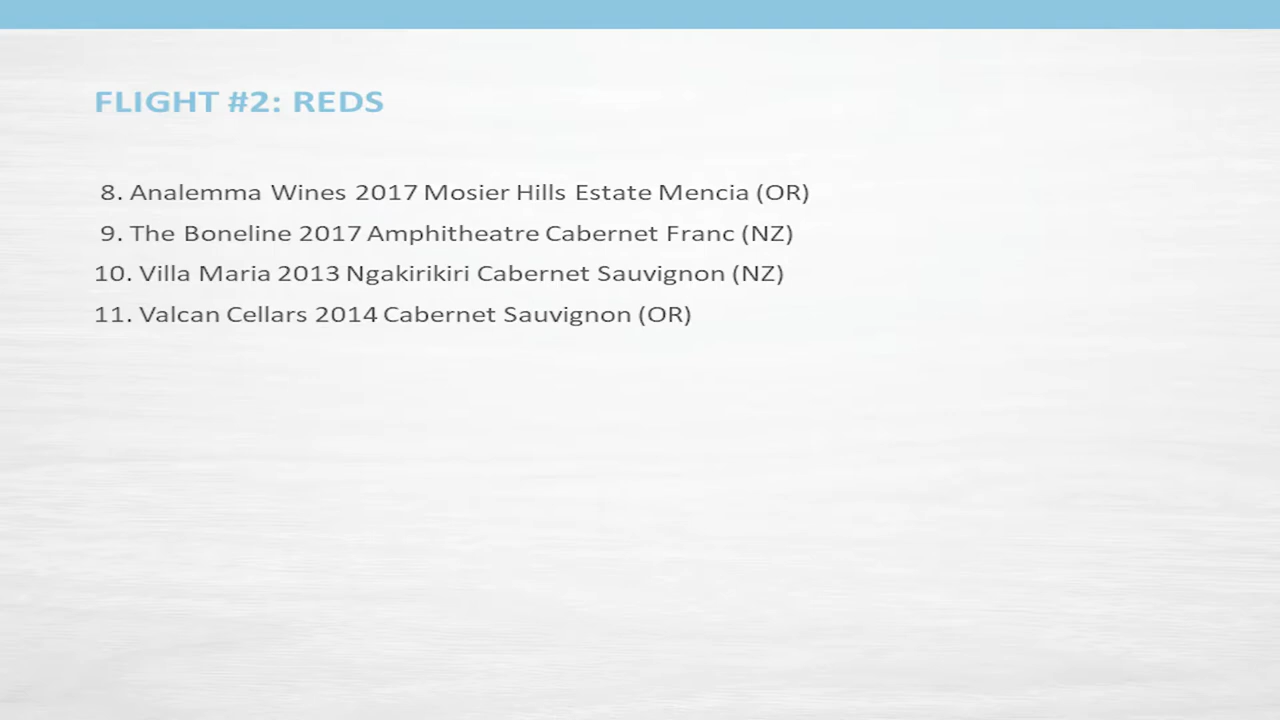 FLIGHT #2: REDS
8. Analemma Wines 2017 Mosier Hills Estate Mencia (OR)
9. The Boneline 2017 Amphitheatre Cabernet Franc (NZ)
10. Villa Maria 2013 Ngakirikiri Cabernet Sauvignon (NZ)
11. Valcan Cellars 2014 Cabernet Sauvignon (OR)